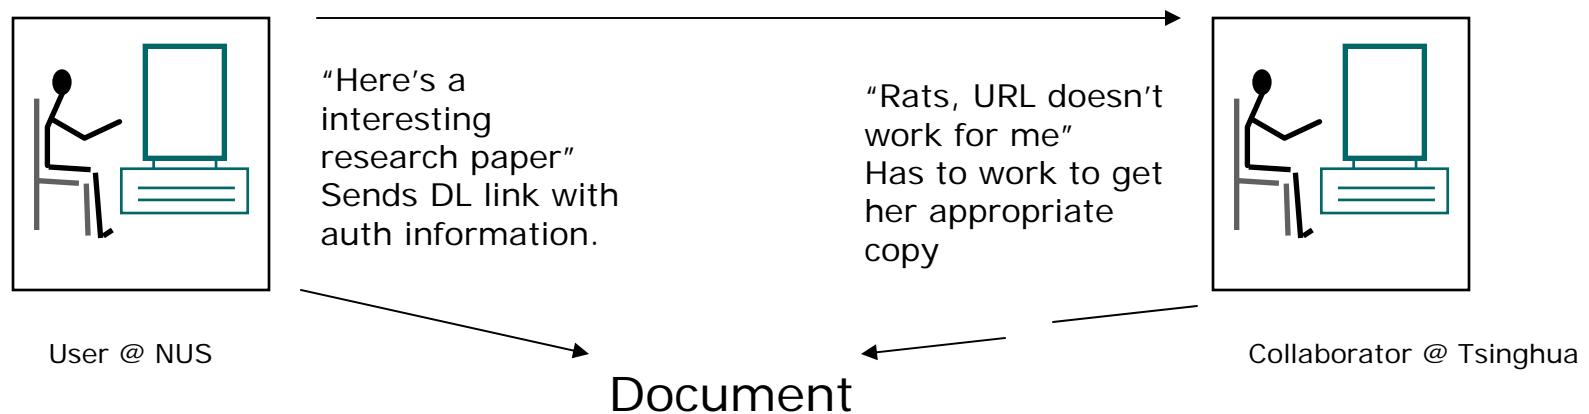 “Here’s a
interesting
research paper”
Sends DL link with
auth information.
“Rats, URL doesn’t
work for me”
Has to work to get
her appropriate
copy
User @ NUS
Collaborator @ Tsinghua
Document